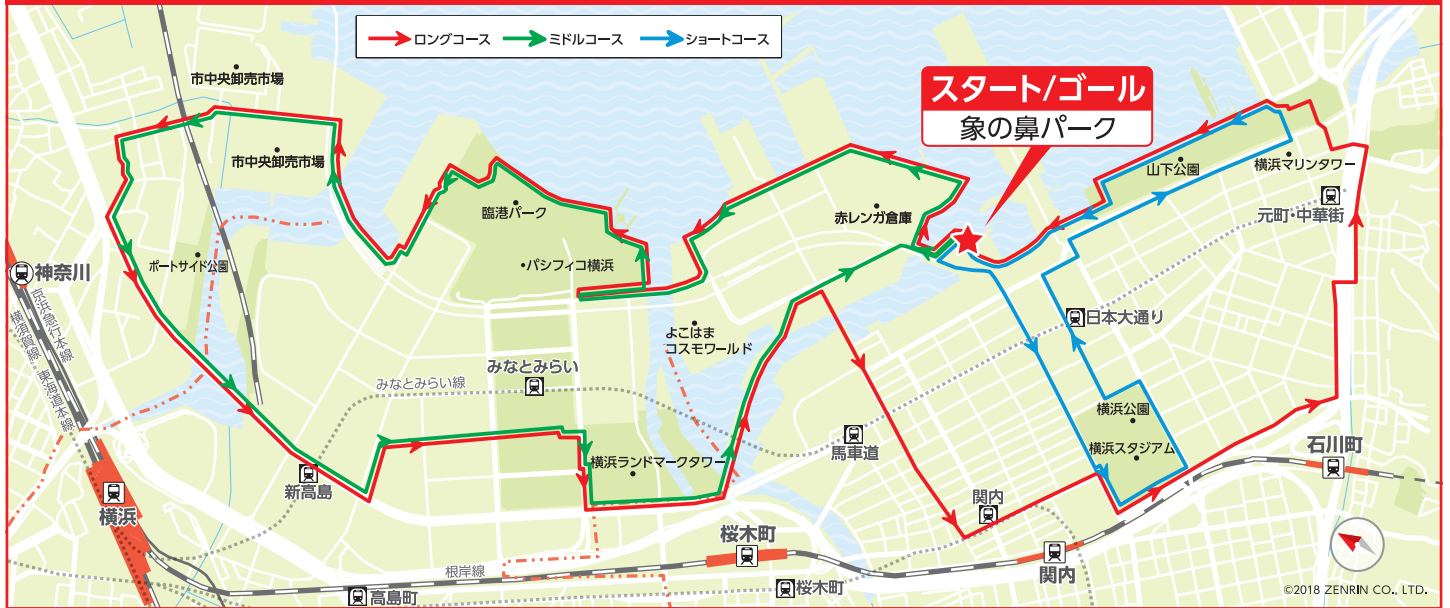 ロングコース ミドルコース ショートコース
スタート/ゴール
象の鼻パーク
市中央卸売市場
市中央卸売市場
臨港パーク
赤レンガ倉庫
山下公園
横浜マリンタワー
元町・中華街
神奈川
ポートサイド公園
パシフィコ横浜
京浜急行本線
横須賀線
東海道本線
日本大通り
よこはま
コスモワールド
みなとみらい
みなとみらい線
横浜公園
横浜スタジアム
馬車道
石川町
横浜ランドマークタワー
新高島
横浜
関内
桜木町
関内
根岸線
桜木町
高島町
©2018 ZENRIN CO., LTD.